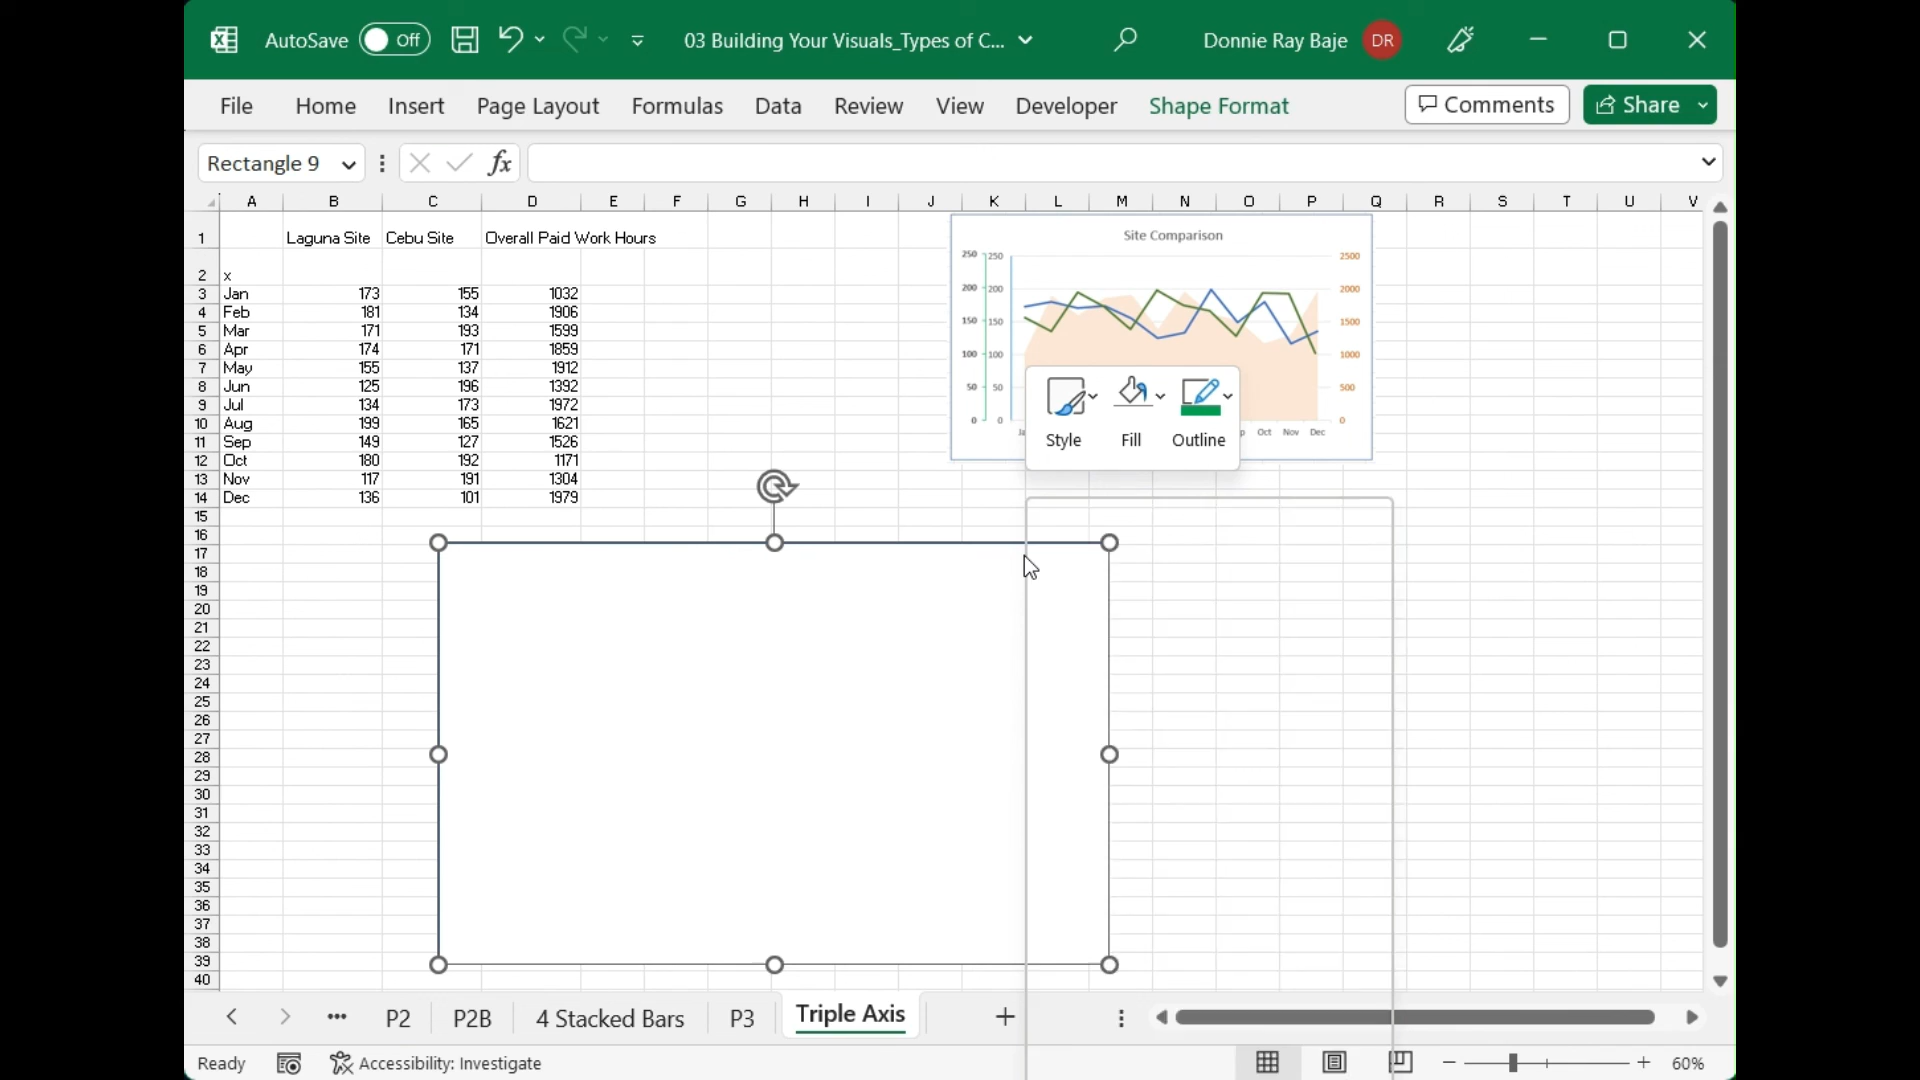 AutoSave Off 03 Building Your Visuals_Types of C... Donnie Ray Baje DR
File Home Insert Page Layout Formulas Data Review View Developer Shape Format Comments Share
Rectangle 9 fx
A B C D E F G H I J K L M N O P Q R S T U V
1 Laguna Site Cebu Site Overall Paid Work Hours
2 x
3 Jan 173 155 1032
4 Feb 181 134 1906
5 Mar 171 193 1599
6 Apr 174 171 1859
7 May 155 137 1912
8 Jun 125 196 1392
9 Jul 134 173 1972
10 Aug 199 165 1621
11 Sep 149 127 1526
12 Oct 180 192 1171
13 Nov 117 191 1304
14 Dec 136 101 1979
15
16
17
18
19
20
21
22
23
24
25
26
27
28
29
30
31
32
33
34
35
36
37
38
39
40
Site Comparison
250 250 2500
200 200 2000
150 150 1500
100 100 1000
50 50 500
0 0 0
Oct Nov Dec
Style Fill Outline
P2 P2B 4 Stacked Bars P3 Triple Axis
Ready Accessibility: Investigate 60%